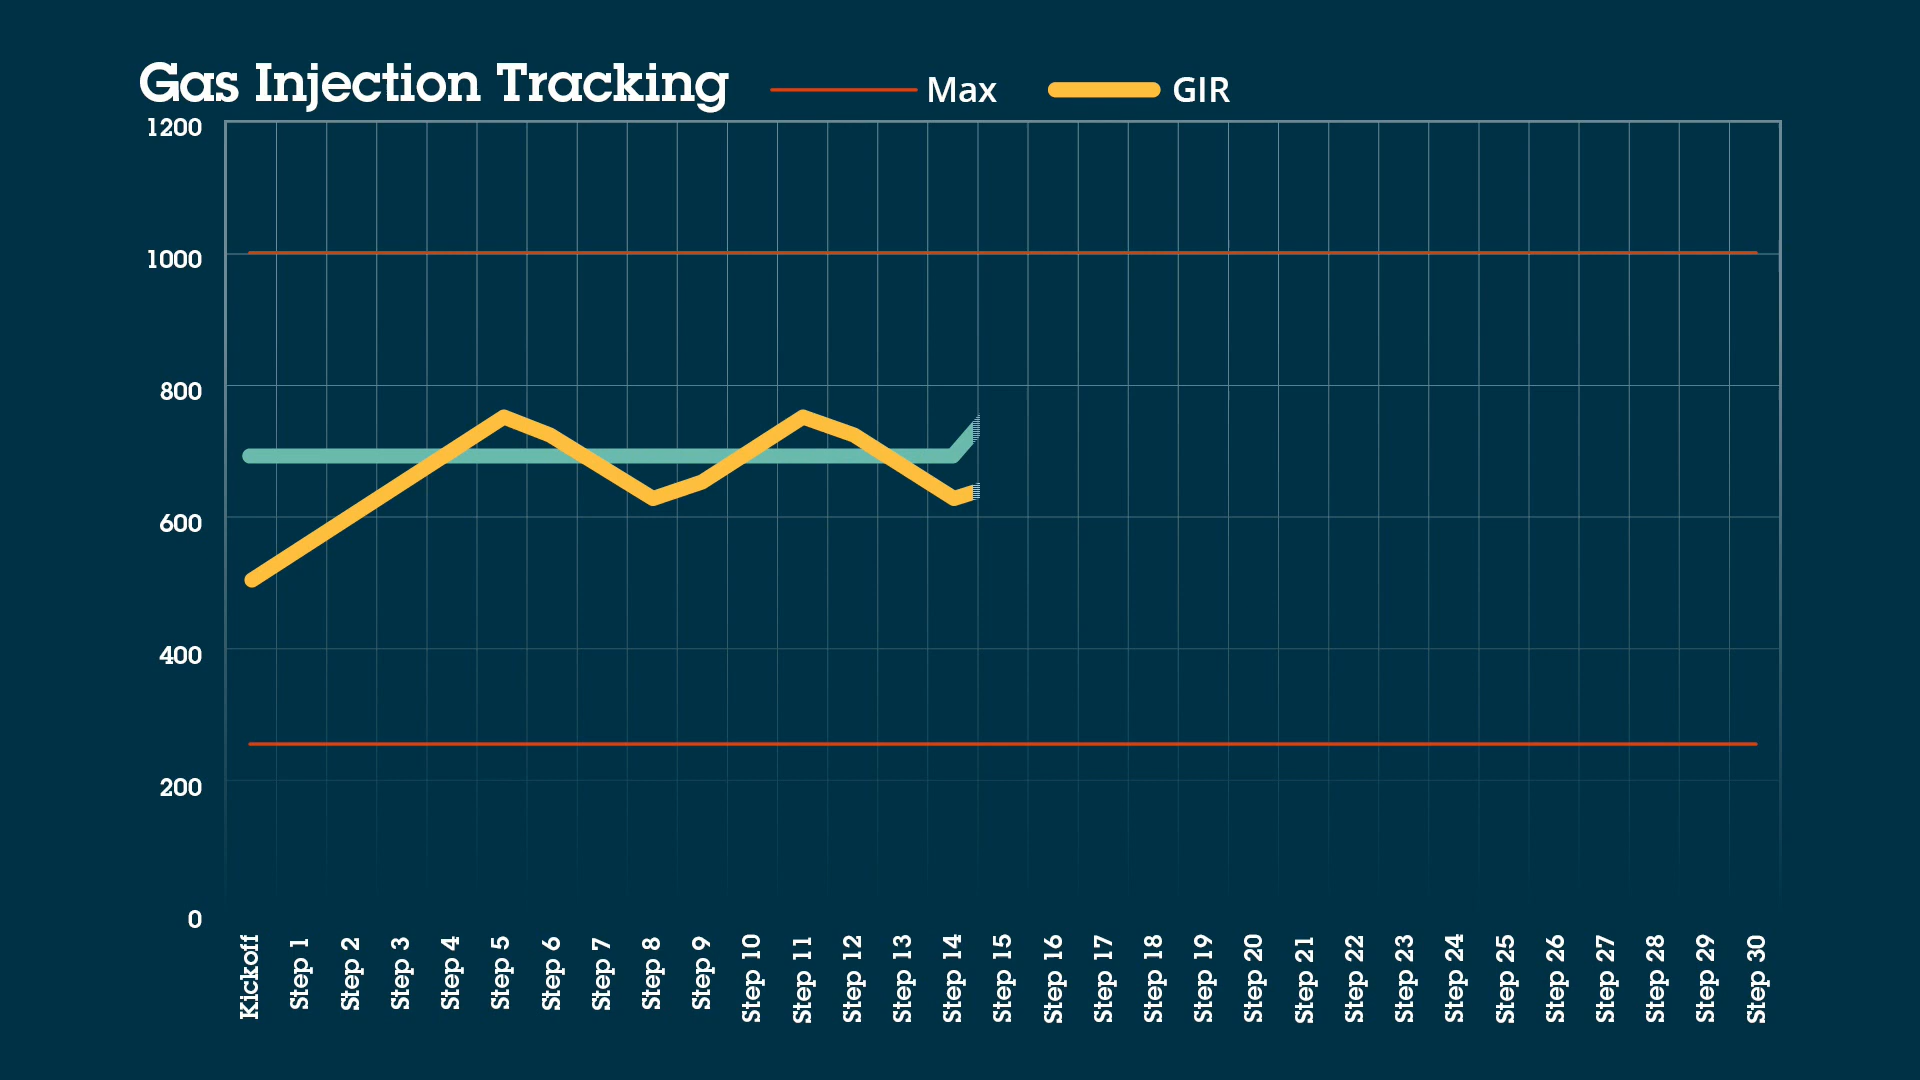 Gas Injection Tracking
Max
GIR
1200
1000
800
600
400
200
0
Kickoff
Step 1
Step 2
Step 3
Step 4
Step 5
Step 6
Step 7
Step 8
Step 9
Step 10
Step 11
Step 12
Step 13
Step 14
Step 15
Step 16
Step 17
Step 18
Step 19
Step 20
Step 21
Step 22
Step 23
Step 24
Step 25
Step 26
Step 27
Step 28
Step 29
Step 30